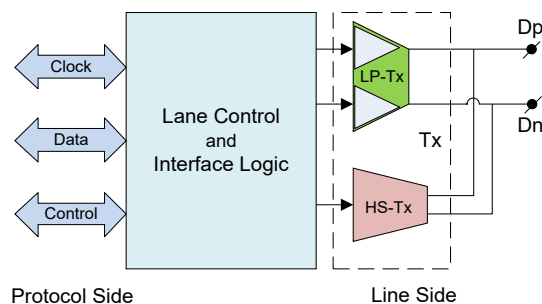 Dp
Clock
LP-Tx
Lane Control
and
Interface Logic
Data
Tx
Dn
Control
HS-Tx
Protocol Side
Line Side